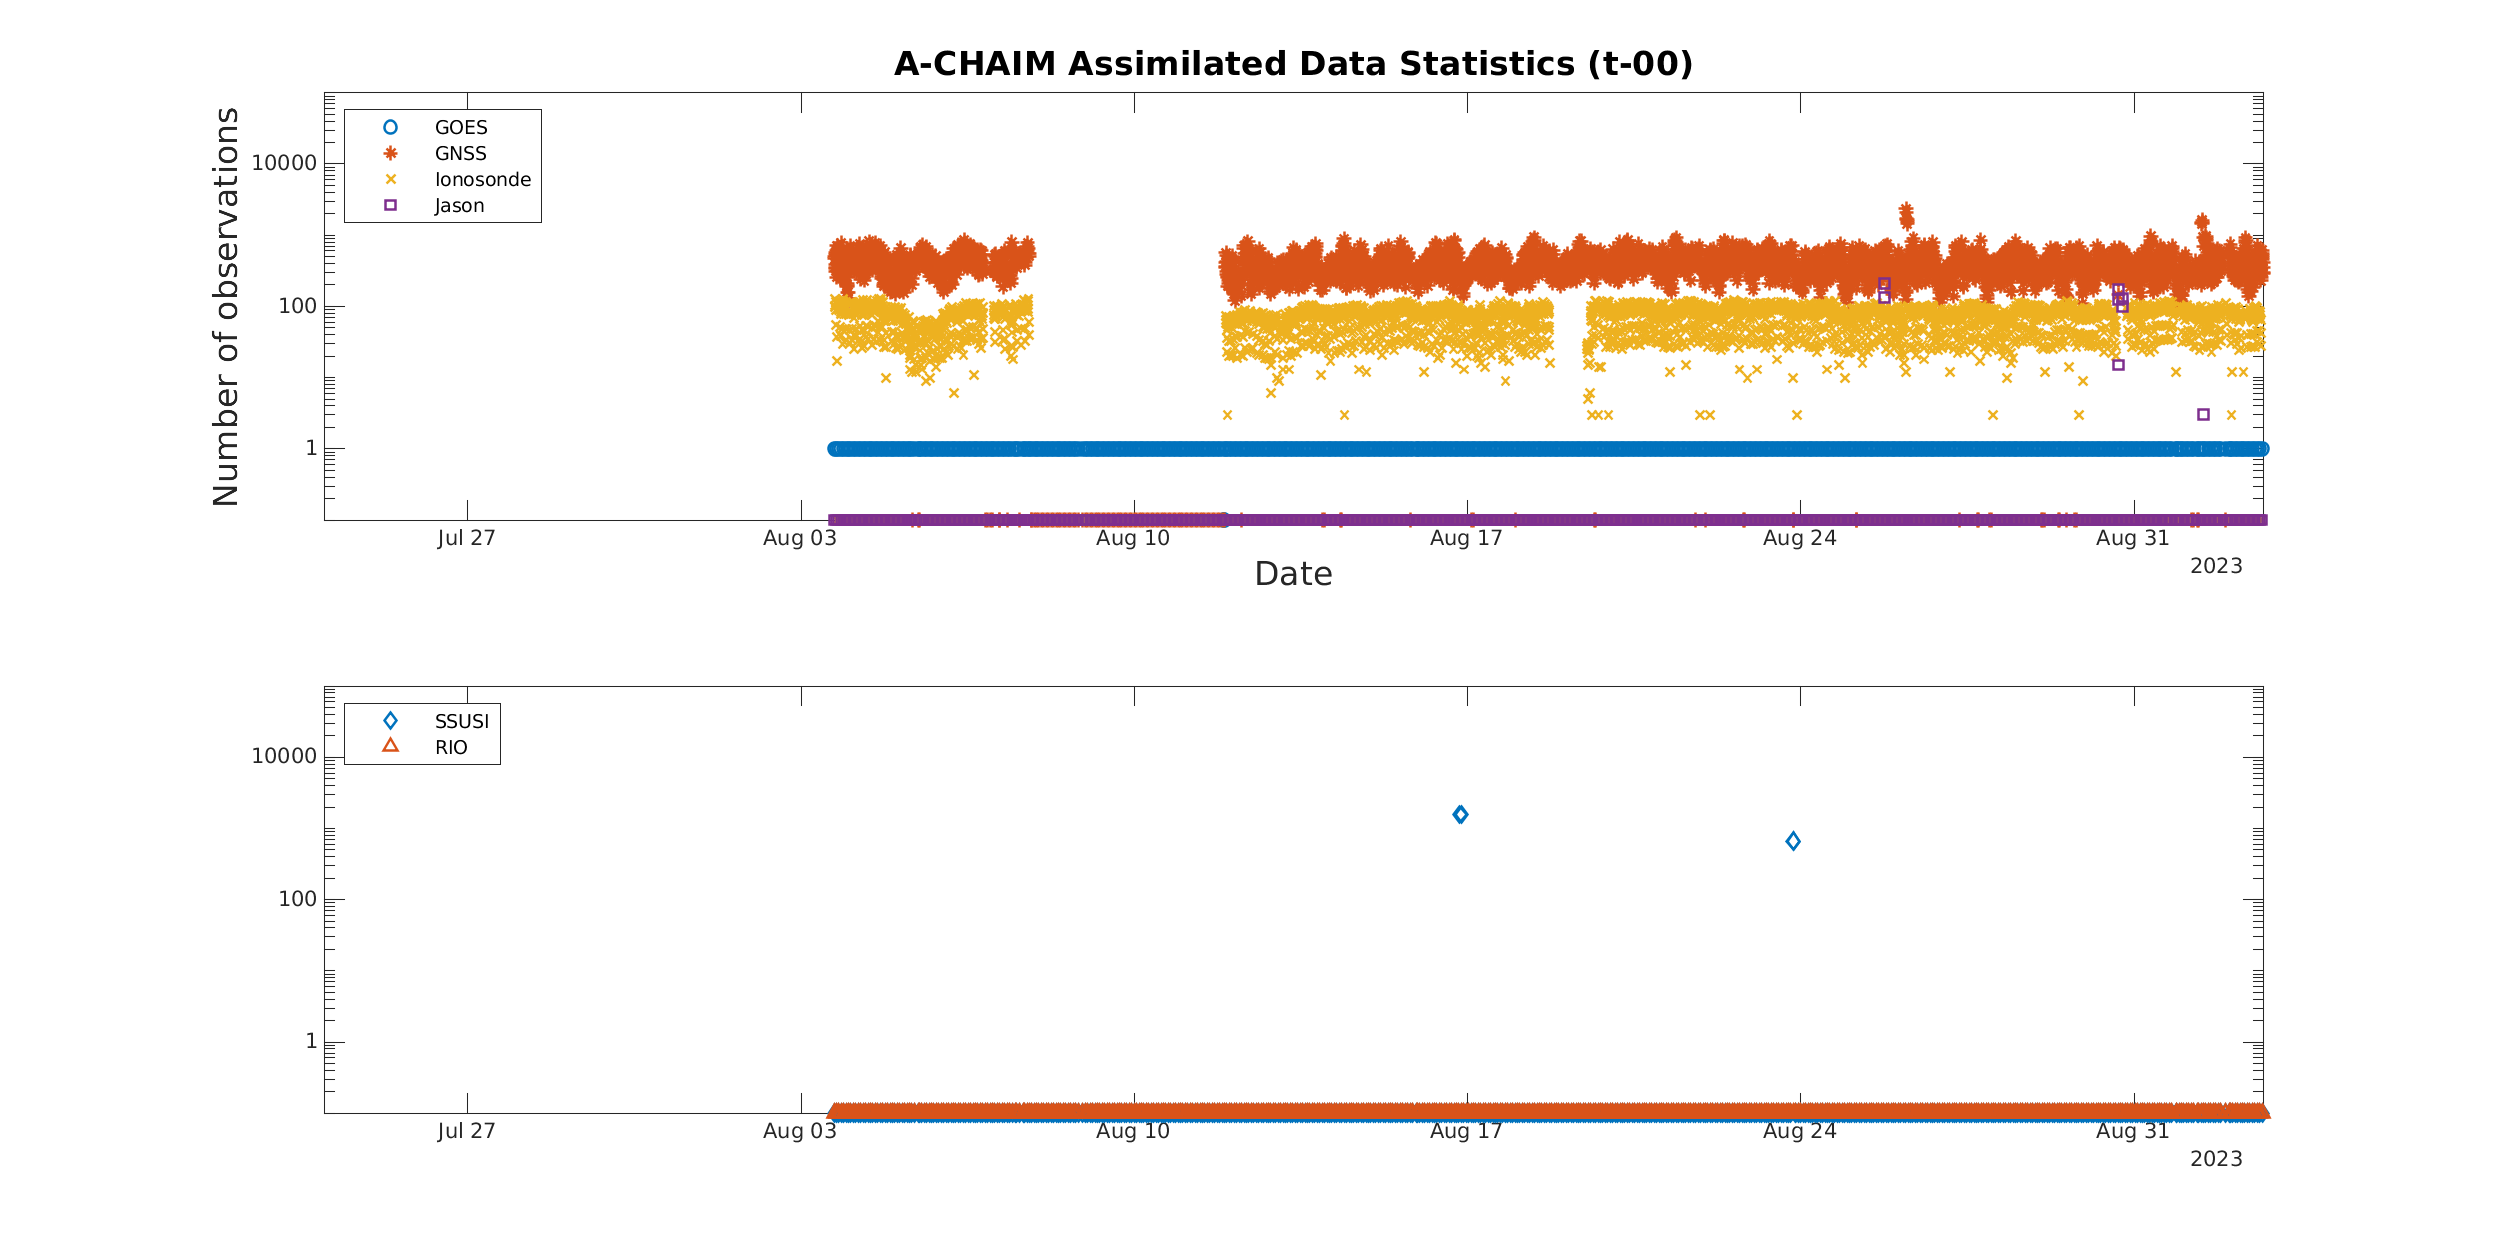 A-CHAIM Assimilated Data Statistics (t-00)
Number of observations
10000
100
1
GOES
GNSS
Ionosonde
Jason
Jul 27
Aug 03
Aug 10
Aug 17
Aug 24
Aug 31
2023
Date
10000
100
1
SSUSI
RIO
Jul 27
Aug 03
Aug 10
Aug 17
Aug 24
Aug 31
2023